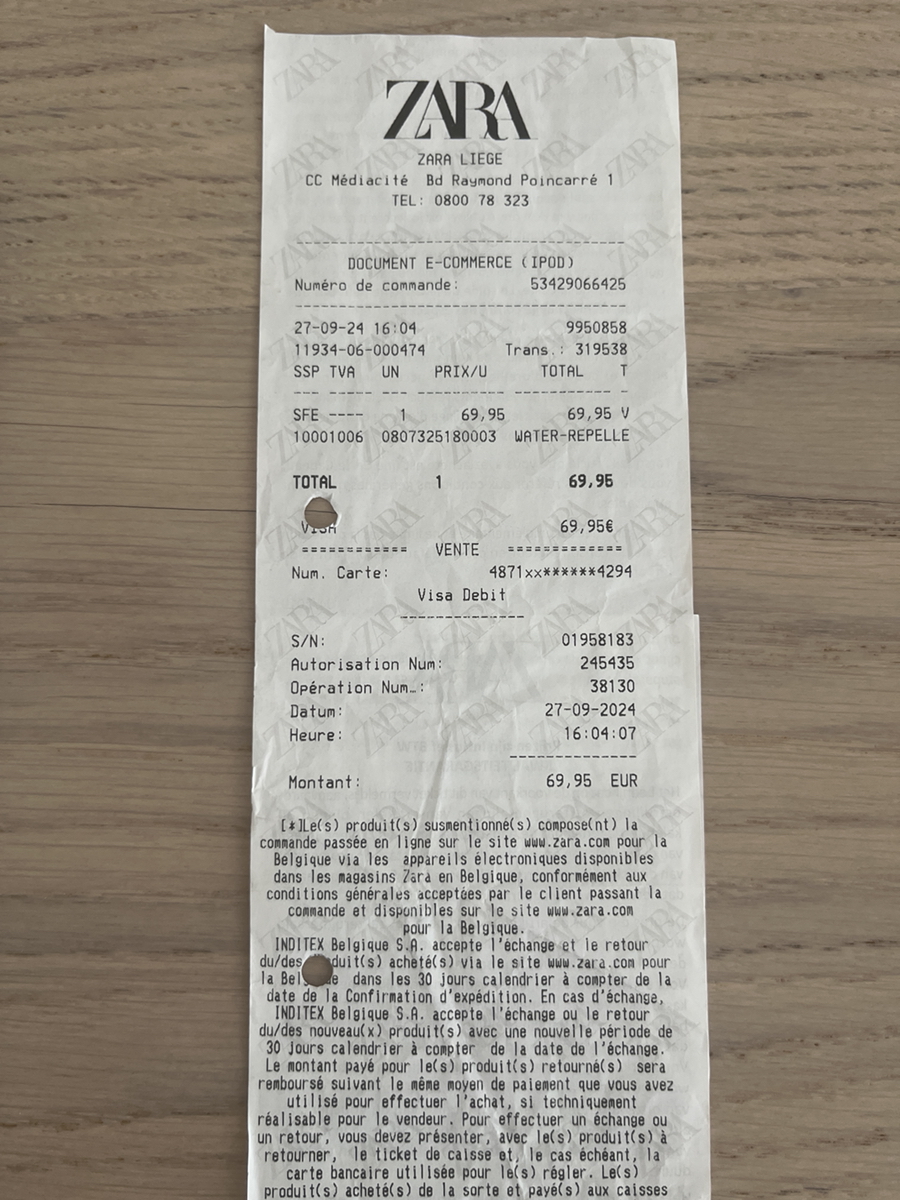 ZARA
ZARA LIEGE
CC Médiacité Bd Raymond Poincarré 1
TEL: 0800 78 323
DOCUMENT E-COMMERCE (IPOD)
Numéro de commande: 53429066425
27-09-24 16:04 9950858
11934-06-000474 Trans.: 319538
SSP TVA UN PRIX/U TOTAL T
SFE ---- 1 69,95 69,95 V
10001006 0807325180003 WATER-REPELLE
TOTAL 1 69,95
VISA 69,95€
============ VENTE =============
Num. Carte: 4871xx******4294
Visa Debit
S/N: 01958183
Autorisation Num: 245435
Opération Num…: 38130
Datum: 27-09-2024
Heure: 16:04:07
Montant: 69,95 EUR
[*]Le(s) produit(s) susmentionné(s) compose(nt) la
commande passée en ligne sur le site www.zara.com pour la
Belgique via les appareils électroniques disponibles
dans les magasins Zara en Belgique, conformément aux
conditions générales acceptées par le client passant la
commande et disponibles sur le site www.zara.com
pour la Belgique.
INDITEX Belgique S.A. accepte l'échange et le retour
du/des duit(s) acheté(s) via le site www.zara.com pour
la dans les 30 jours calendrier à compter de la
date de la Confirmation d'expédition. En cas d'échange,
INDITEX Belgique S.A. accepte l'échange ou le retour
du/des nouveau(x) produit(s) avec une nouvelle période de
30 jours calendrier à compter de la date de l'échange.
Le montant payé pour le(s) produit(s) retourné(s) sera
remboursé suivant le même moyen de paiement que vous avez
utilisé pour effectuer l'achat, si techniquement
réalisable pour le vendeur. Pour effectuer un échange ou
un retour, vous devez présenter, avec le(s) produit(s) à
retourner, le ticket de caisse et, le cas échéant, la
carte bancaire utilisée pour le(s) régler. Le(s)
produit(s) acheté(s) de la sorte et payé(s) aux caisses